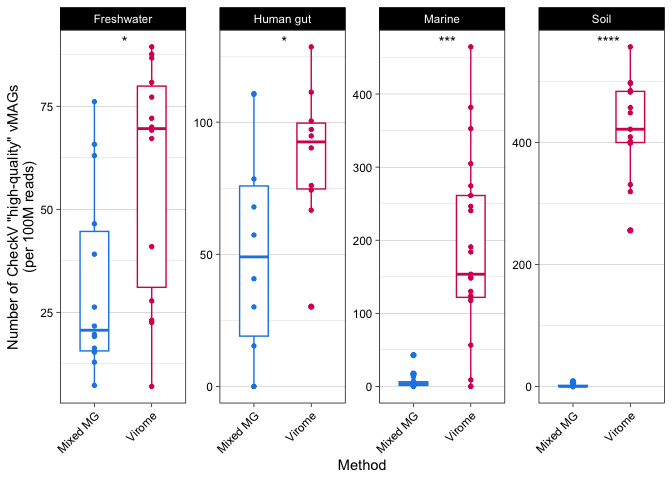 Freshwater
Human gut
Marine
Soil
*
*
***
****
Number of CheckV "high-quality" vMAGs
(per 100M reads)
75
50
25
100
50
0
400
300
200
100
0
400
200
0
Mixed MG
Virome
Mixed MG
Virome
Mixed MG
Virome
Mixed MG
Virome
Method